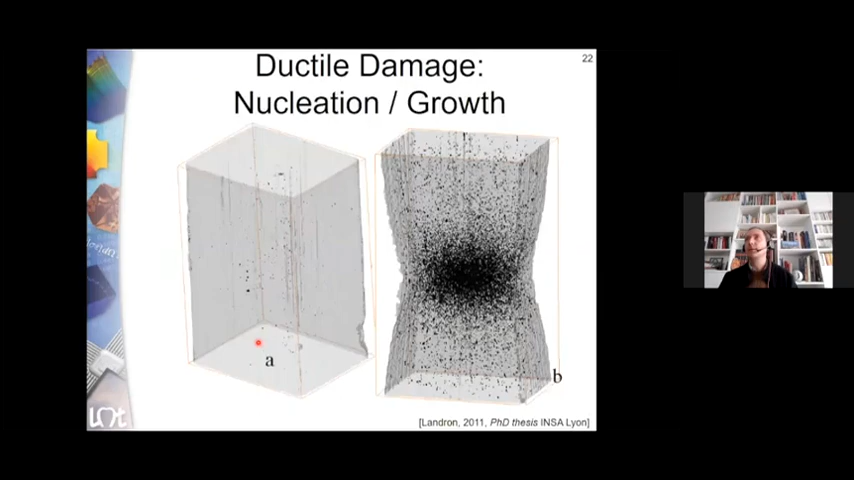 Ductile Damage:
Nucleation / Growth
22
a
b
[Landron, 2011, PhD thesis INSA Lyon]